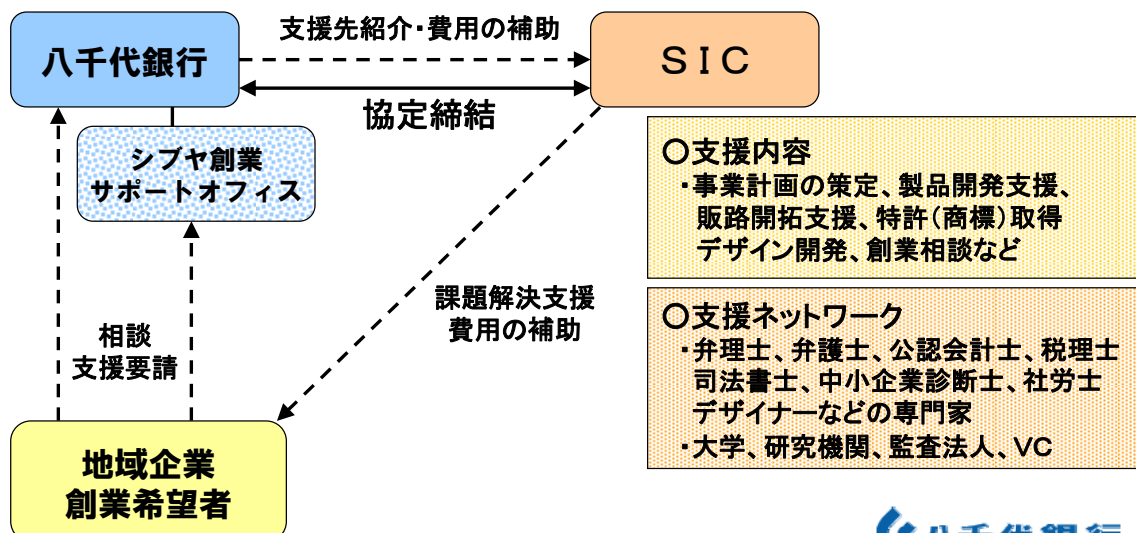 八千代銀行
支援先紹介・費用の補助
SIC
協定締結
シブヤ創業
サポートオフィス
○支援内容
・事業計画の策定、製品開発支援、
販路開拓支援、特許(商標)取得
デザイン開発、創業相談など
課題解決支援
費用の補助
相談
支援要請
○支援ネットワーク
・弁理士、弁護士、公認会計士、税理士
司法書士、中小企業診断士、社労士
デザイナーなどの専門家
・大学、研究機関、監査法人、VC
地域企業
創業希望者
八千代銀行